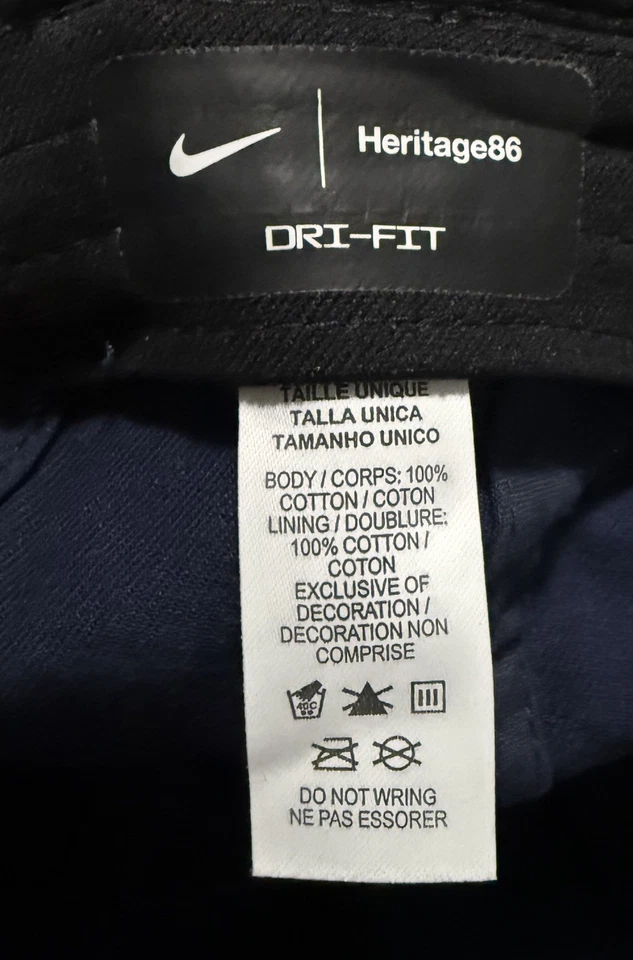 Heritage86
DRI-FIT
TAILLE UNIQUE
TALLA UNICA
TAMANHO UNICO
BODY / CORPS: 100%
COTTON / COTON
LINING / DOUBLURE:
100% COTTON /
COTON
EXCLUSIVE OF
DECORATION /
DECORATION NON
COMPRISE
40C
DO NOT WRING
NE PAS ESSORER